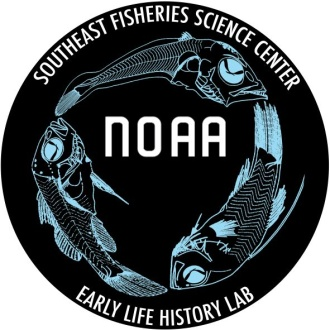 SOUTHEAST FISHERIES SCIENCE CENTER
NOAA
EARLY LIFE HISTORY LAB